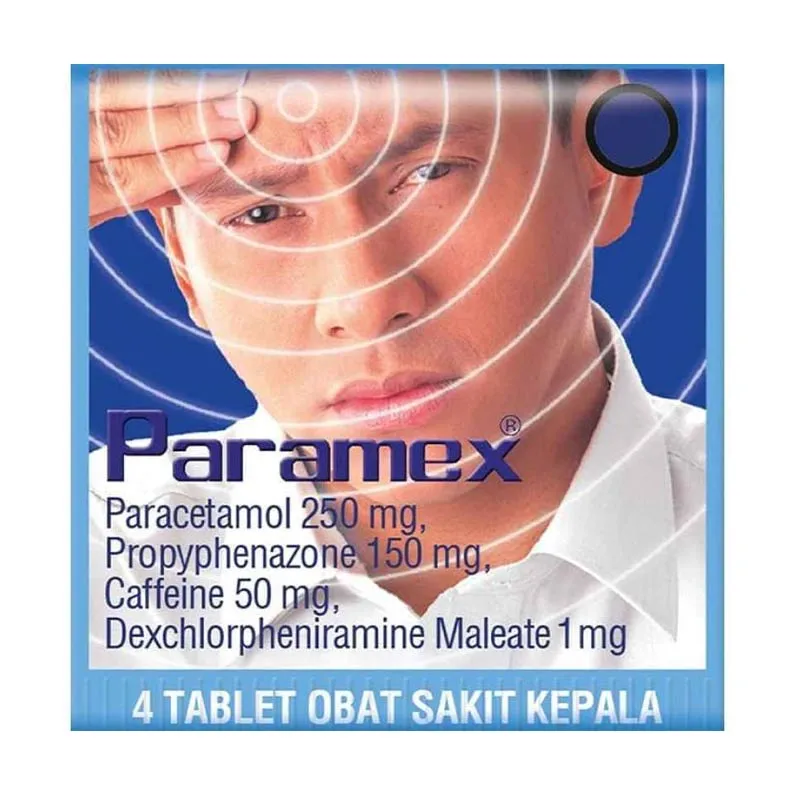 Paramex®
Paracetamol 250 mg,
Propyphenazone 150 mg,
Caffeine 50 mg,
Dexchlorpheniramine Maleate 1 mg
4 TABLET OBAT SAKIT KEPALA